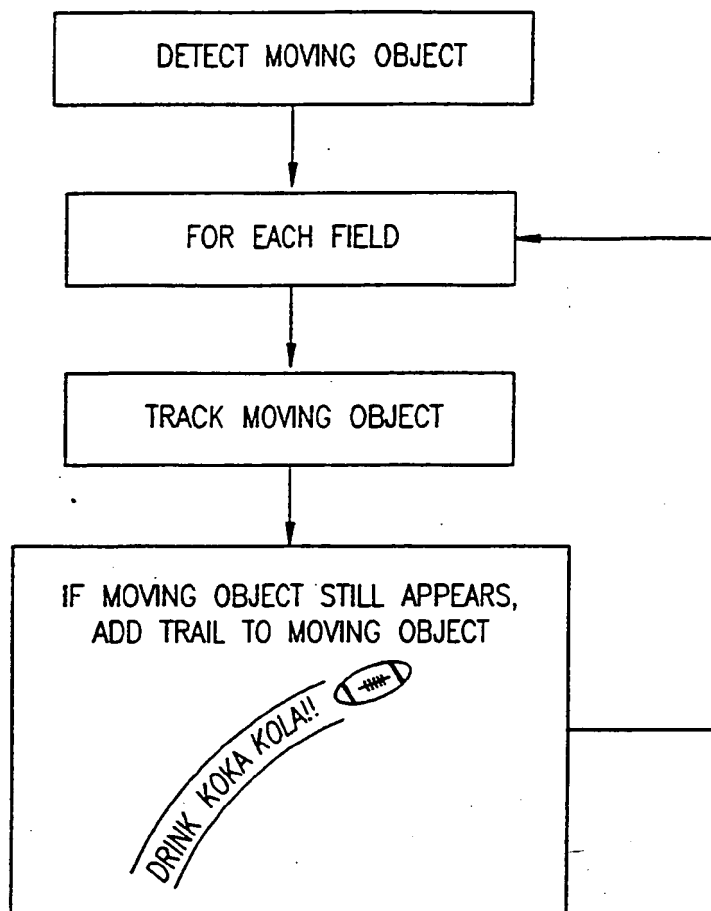 DETECT MOVING OBJECT
FOR EACH FIELD
TRACK MOVING OBJECT
IF MOVING OBJECT STILL APPEARS,
ADD TRAIL TO MOVING OBJECT
DRINK KOKA KOLA!!